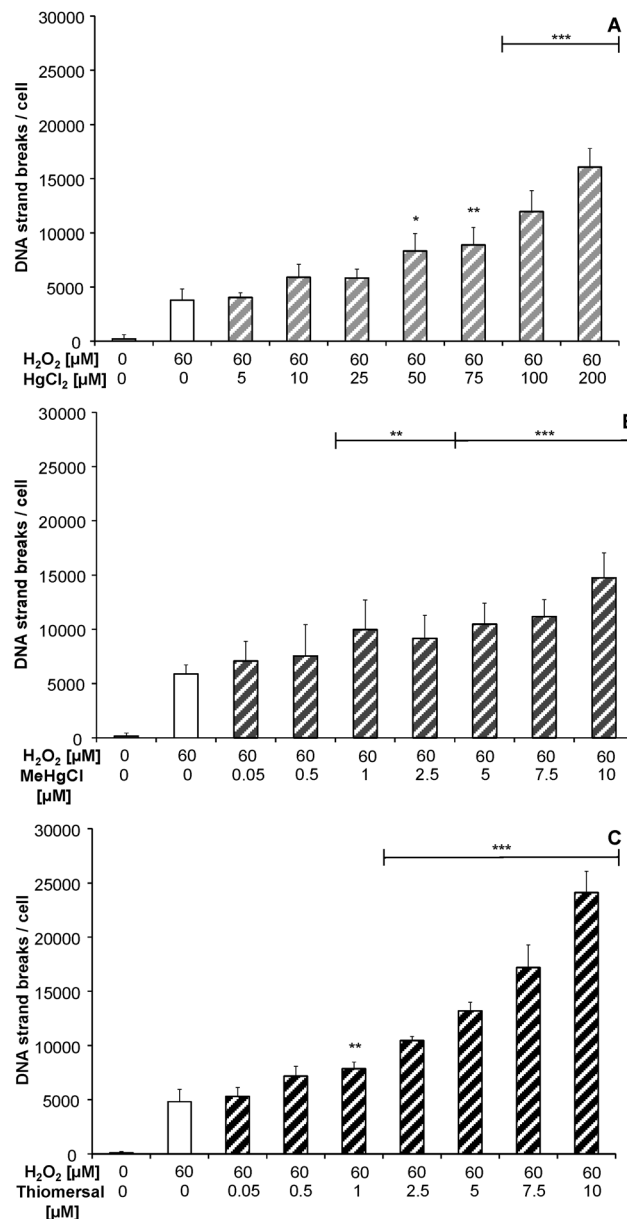 A
30000
***
25000
20000
15000
10000
5000
0
DNA strand breaks / cell
*
**
H₂O₂ [µM] 0 60 60 60 60 60 60 60 60
HgCl₂ [µM] 0 0 5 10 25 50 75 100 200
30000
**
***
25000
20000
15000
10000
5000
0
DNA strand breaks / cell
H₂O₂ [µM] 0 60 60 60 60 60 60 60 60
MeHgCl 0 0 0.05 0.5 1 2.5 5 7.5 10
[µM]
C
30000
***
25000
20000
15000
10000
5000
0
DNA strand breaks / cell
**
H₂O₂ [µM] 0 60 60 60 60 60 60 60 60
Thiomersal 0 0 0.05 0.5 1 2.5 5 7.5 10
[µM]